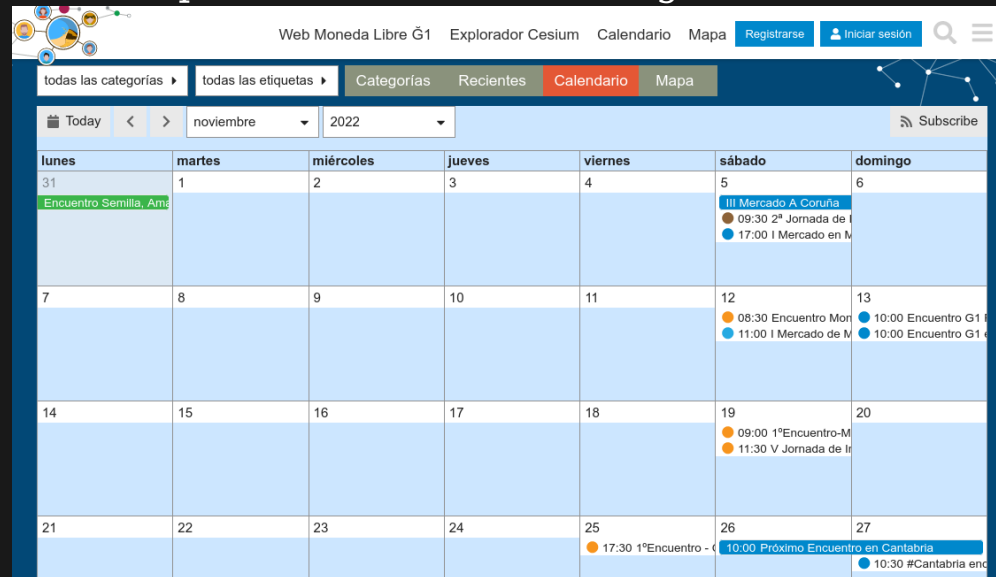 Web Moneda Libre Ğ1 Explorador Cesium Calendario Mapa Registrarse Iniciar sesión
todas las categorías todas las etiquetas Categorías Recientes Calendario Mapa
Today noviembre 2022 Subscribe
lunes martes miércoles jueves viernes sábado domingo
31 1 2 3 4 5 6
Encuentro Semilla, Ama III Mercado A Coruña
09:30 2ª Jornada de
17:00 I Mercado en
7 8 9 10 11 12 13
08:30 Encuentro Mon 10:00 Encuentro G1
11:00 I Mercado de 10:00 Encuentro G1
14 15 16 17 18 19 20
09:00 1ºEncuentro-M
11:30 V Jornada de
21 22 23 24 25 26 27
17:30 1ºEncuentro - 10:00 Próximo Encuentro en Cantabria
10:30 #Cantabria enc